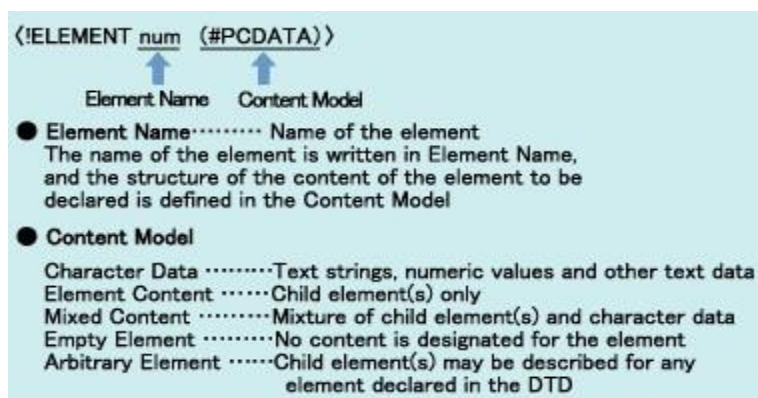 〈!ELEMENT num (#PCDATA)〉
Element Name Content Model
● Element Name········· Name of the element
The name of the element is written in Element Name,
and the structure of the content of the element to be
declared is defined in the Content Model
● Content Model
Character Data ·········Text strings, numeric values and other text data
Element Content ······Child element(s) only
Mixed Content ·········Mixture of child element(s) and character data
Empty Element ·········No content is designated for the element
Arbitrary Element ······Child element(s) may be described for any
element declared in the DTD